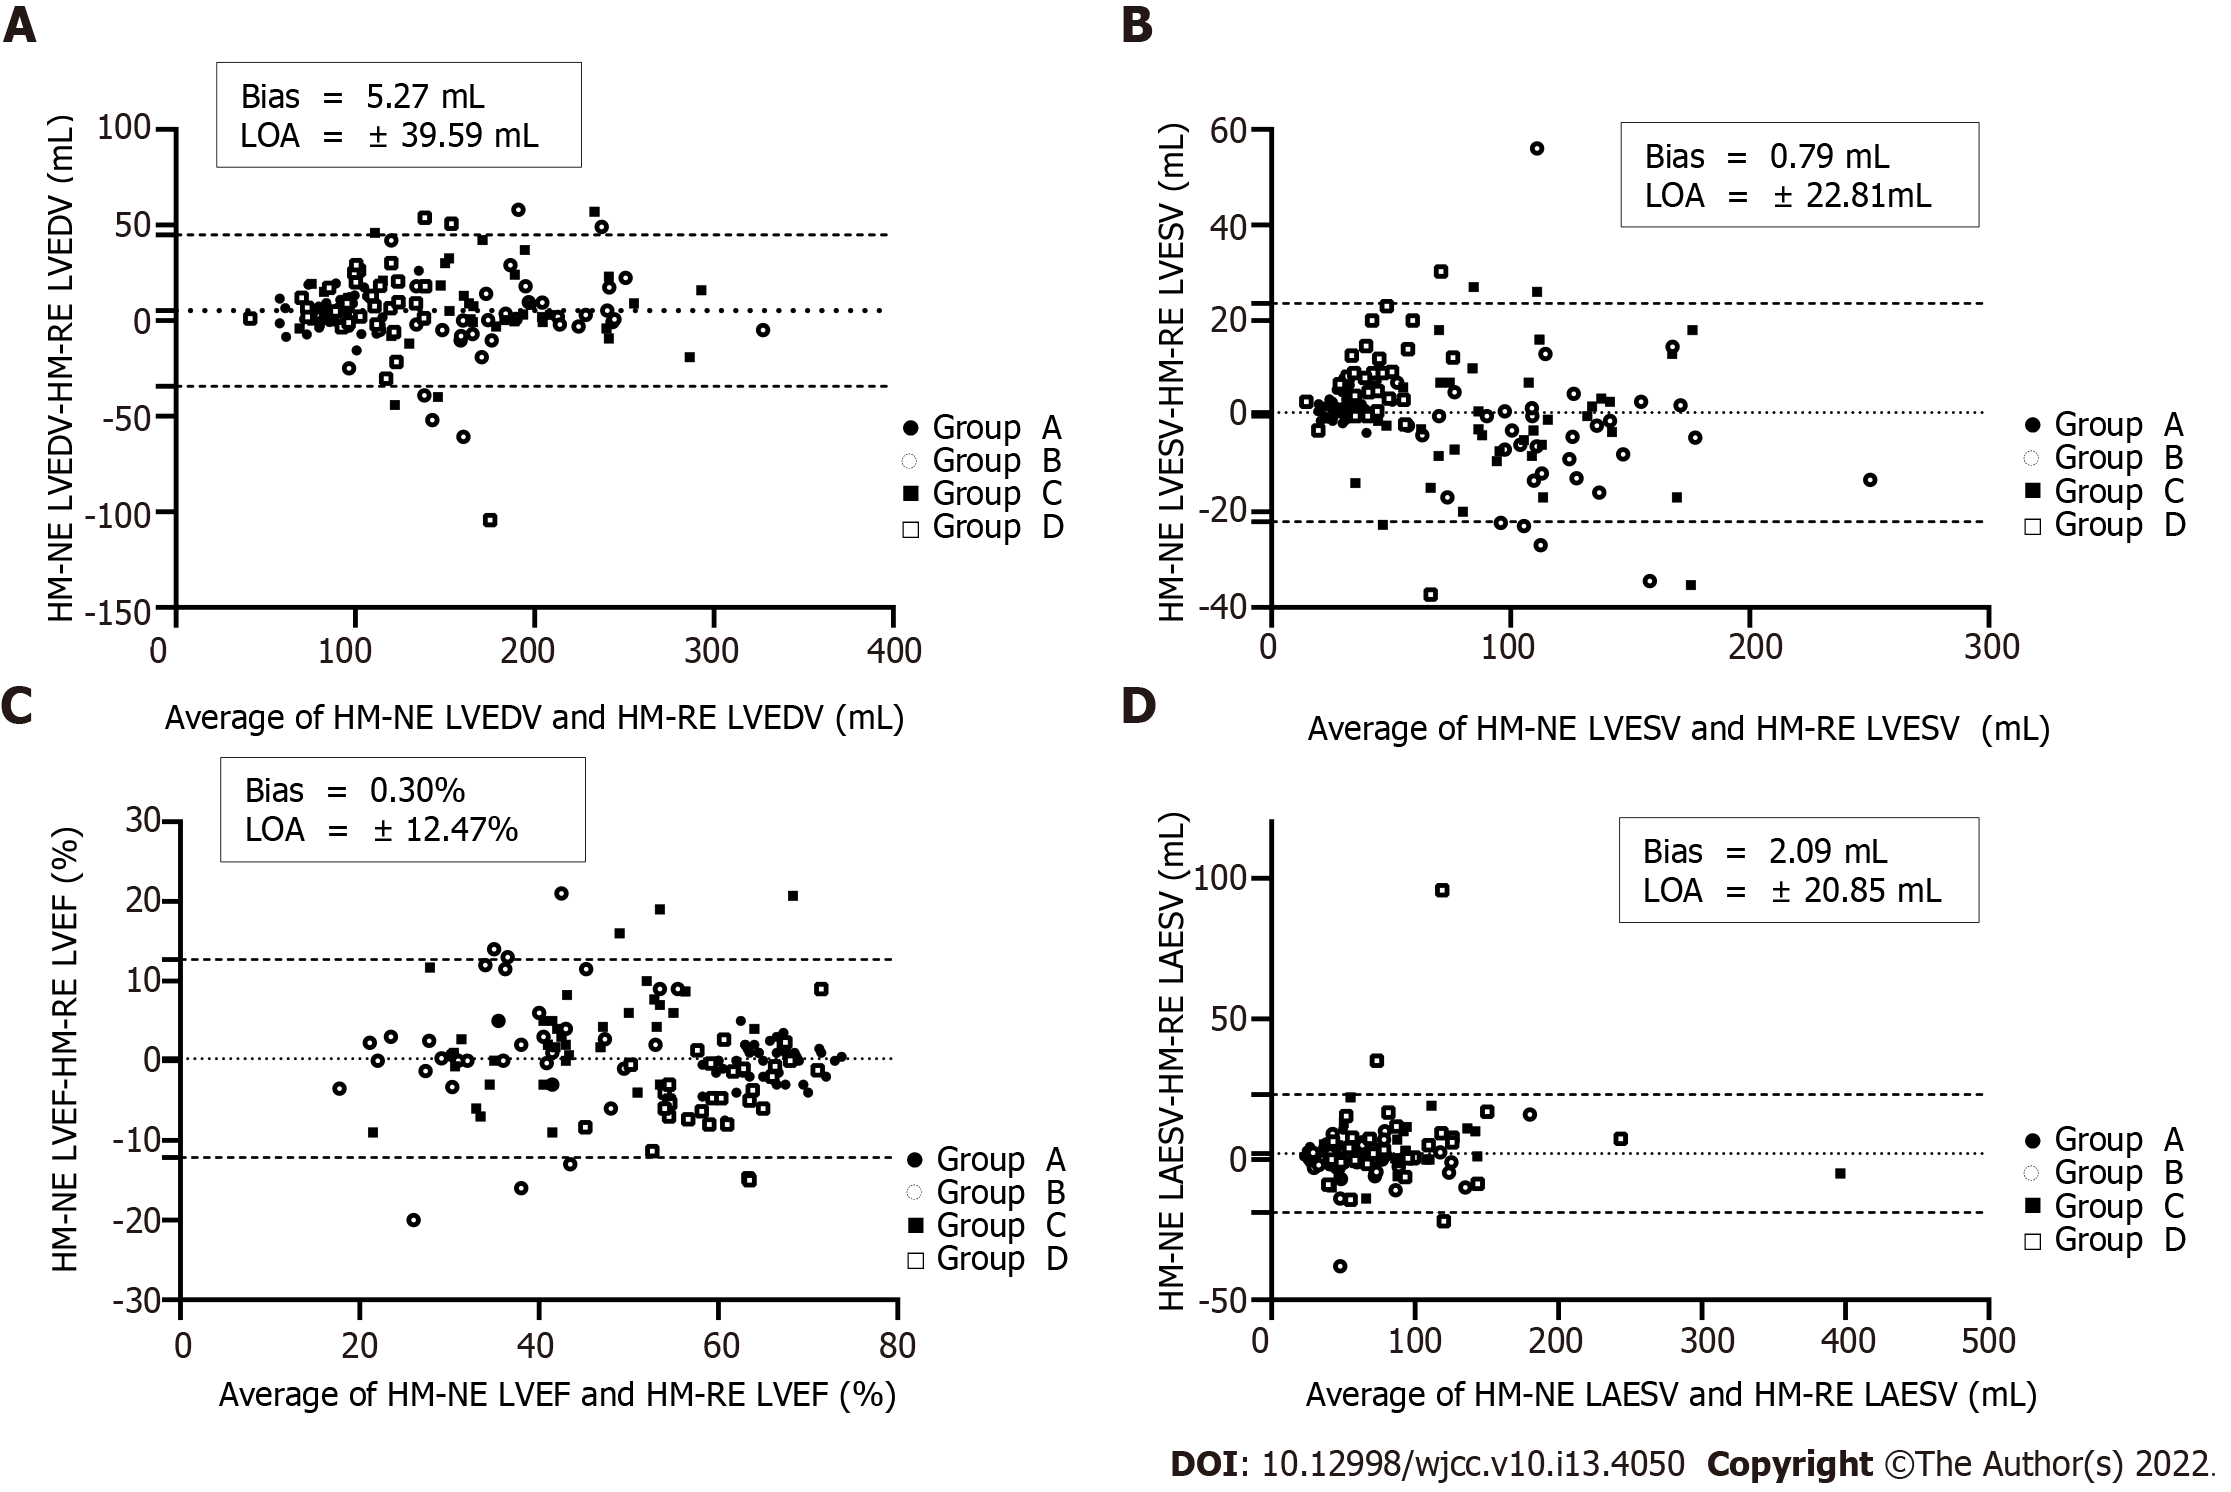 A
Bias = 5.27 mL
LOA = ± 39.59 mL
HM-NE LVEDV-HM-RE LVEDV (mL)
100
50
0
-50
-100
-150
0 100 200 300 400
Average of HM-NE LVEDV and HM-RE LVEDV (mL)
Group A
Group B
Group C
Group D
B
Bias = 0.79 mL
LOA = ± 22.81mL
HM-NE LVESV-HM-RE LVESV (mL)
60
40
20
0
-20
-40
0 100 200 300
Average of HM-NE LVESV and HM-RE LVESV (mL)
Group A
Group B
Group C
Group D
C
Bias = 0.30%
LOA = ± 12.47%
HM-NE LVEF-HM-RE LVEF (%)
30
20
10
0
-10
-20
-30
0 20 40 60 80
Average of HM-NE LVEF and HM-RE LVEF (%)
Group A
Group B
Group C
Group D
D
Bias = 2.09 mL
LOA = ± 20.85 mL
HM-NE LAESV-HM-RE LAESV (mL)
100
50
0
-50
0 100 200 300 400 500
Average of HM-NE LAESV and HM-RE LAESV (mL)
Group A
Group B
Group C
Group D
DOI: 10.12998/wjcc.v10.i13.4050 Copyright ©The Author(s) 2022.